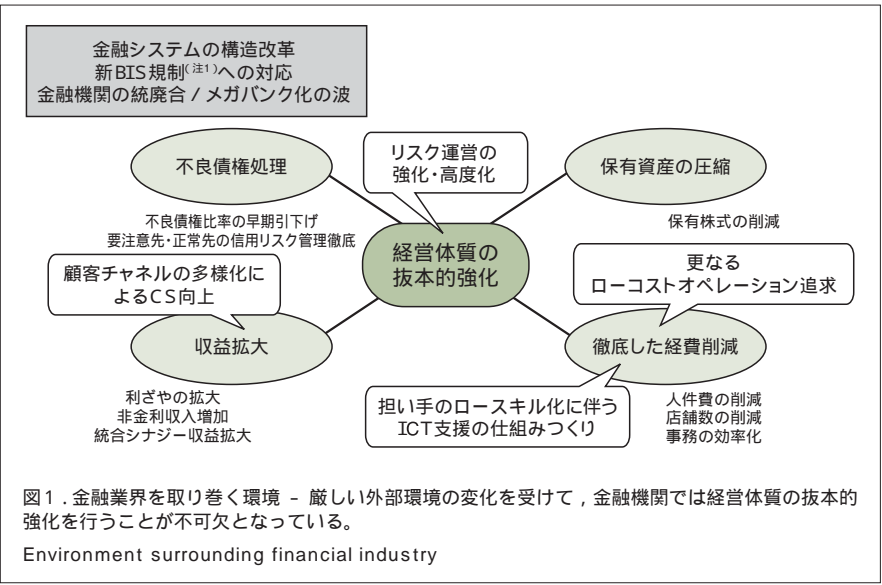 金融システムの構造改革
新BIS規制(注1)への対応
金融機関の統廃合／メガバンク化の波
不良債権処理
リスク運営の
強化・高度化
保有資産の圧縮
不良債権比率の早期引下げ
要注意先・正常先の信用リスク管理徹底
保有株式の削減
経営体質の
抜本的強化
顧客チャネルの多様化に
よるCS向上
更なる
ローコストオペレーション追求
収益拡大
徹底した経費削減
利ざやの拡大
非金利収入増加
統合シナジー収益拡大
担い手のロースキル化に伴う
ICT支援の仕組みつくり
人件費の削減
店舗数の削減
事務の効率化
図1．金融業界を取り巻く環境 － 厳しい外部環境の変化を受けて，金融機関では経営体質の抜本的
強化を行うことが不可欠となっている。
Environment surrounding financial industry